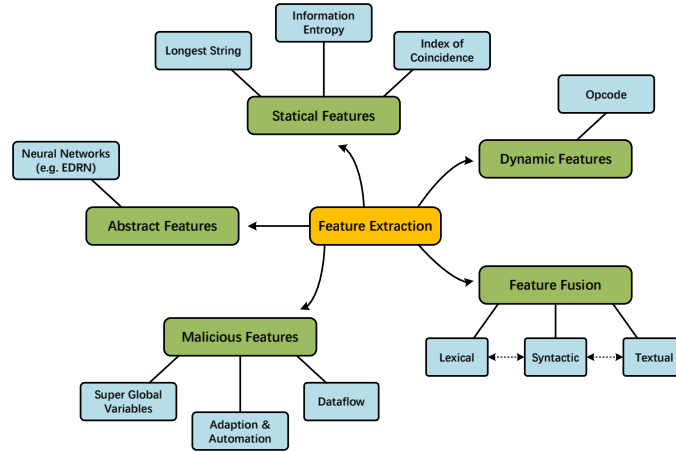 Information
Entropy
Longest String
Index of
Coincidence
Statical Features
Opcode
Dynamic Features
Neural Networks
(e.g. EDRN)
Abstract Features
Feature Extraction
Feature Fusion
Malicious Features
Lexical
Syntactic
Textual
Super Global
Variables
Dataflow
Adaption &
Automation